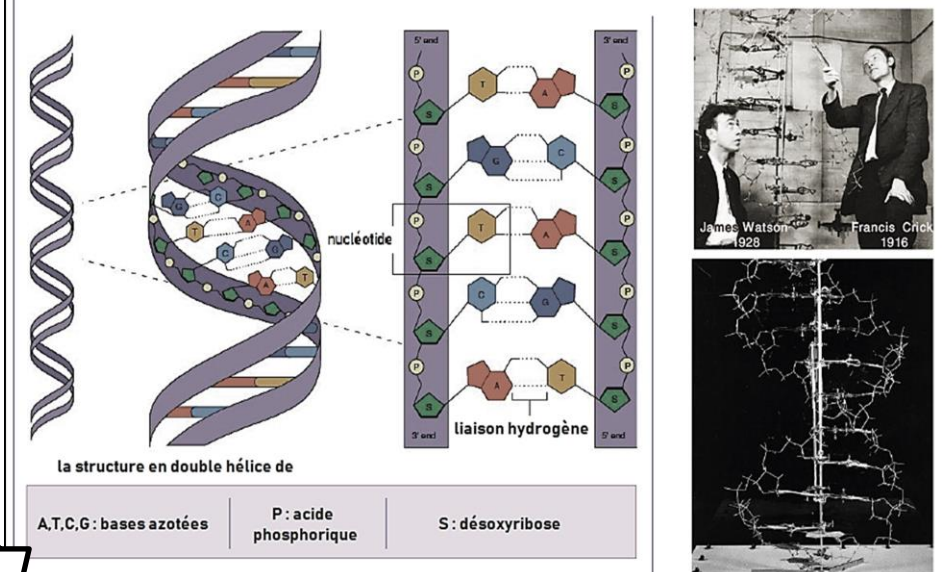 5' end
3' end
P
T
A
S
S
P
P
G
C
S
S
P
P
nucléotide
T
A
S
S
P
P
C
G
S
S
P
P
A
T
S
S
3' end
5' end
liaison hydrogène
G
C
T
A
C
G
A
T
la structure en double hélice de
A,T,C,G : bases azotées
P : acide
phosphorique
S : désoxyribose
James Watson
1928
Francis Crick
1916